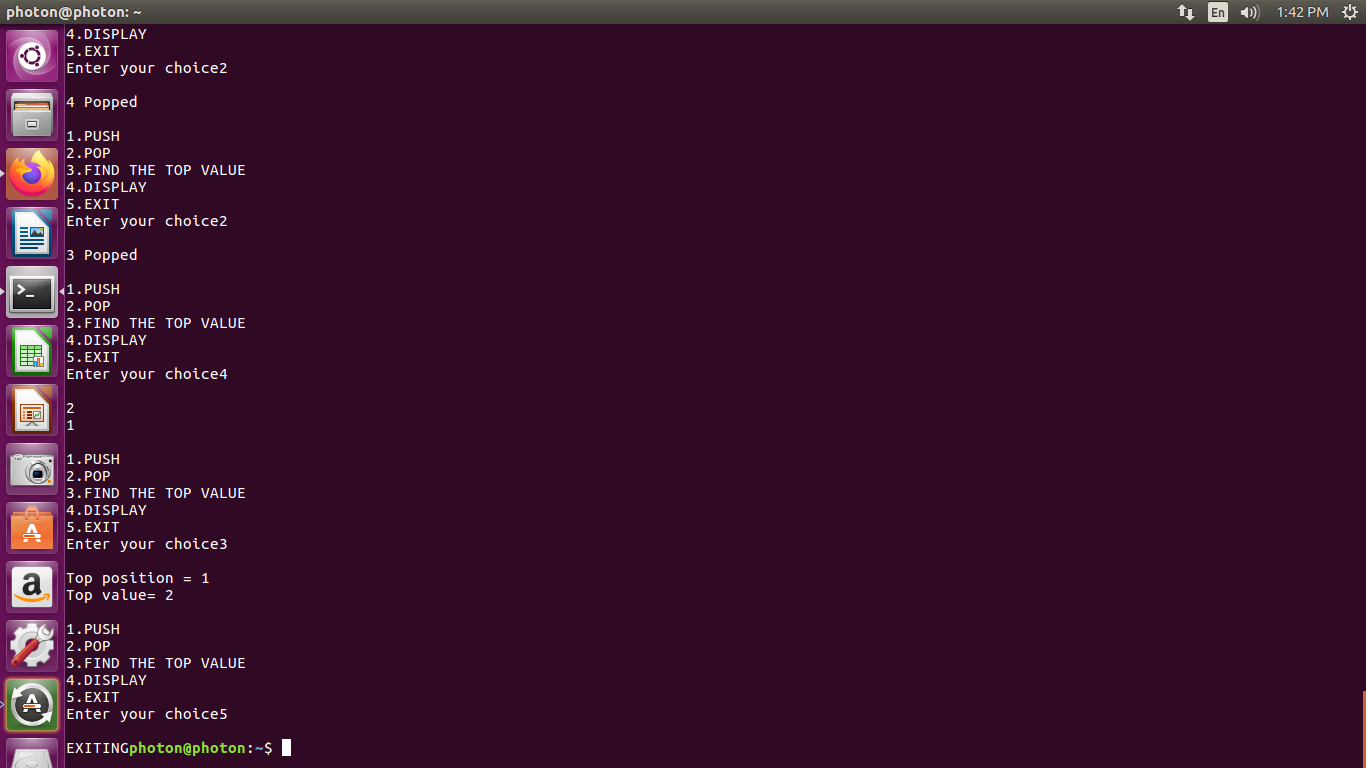 photon@photon: ~
En
1:42 PM
4.DISPLAY
5.EXIT
Enter your choice2
4 Popped
1.PUSH
2.POP
3.FIND THE TOP VALUE
4.DISPLAY
5.EXIT
Enter your choice2
3 Popped
1.PUSH
2.POP
3.FIND THE TOP VALUE
4.DISPLAY
5.EXIT
Enter your choice4
2
1
1.PUSH
2.POP
3.FIND THE TOP VALUE
4.DISPLAY
5.EXIT
Enter your choice3
Top position = 1
Top value= 2
1.PUSH
2.POP
3.FIND THE TOP VALUE
4.DISPLAY
5.EXIT
Enter your choice5
EXITINGphoton@photon:~$